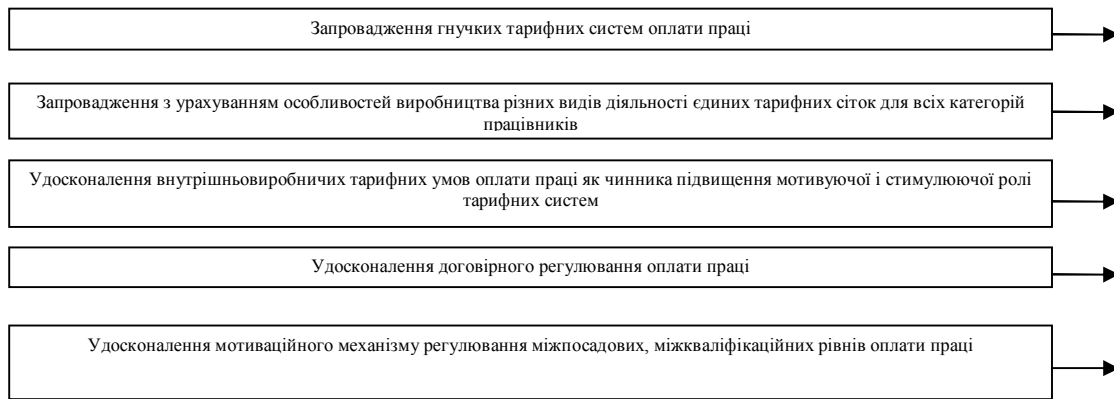 Запровадження гнучких тарифних систем оплати праці
Запровадження з урахуванням особливостей виробництва різних видів діяльності єдиних тарифних сіток для всіх категорій
працівників
Удосконалення внутрішньовиробничих тарифних умов оплати праці як чинника підвищення мотивуючої і стимулюючої ролі
тарифних систем
Удосконалення договірного регулювання оплати праці
Удосконалення мотиваційного механізму регулювання міжпосадових, міжкваліфікаційних рівнів оплати праці